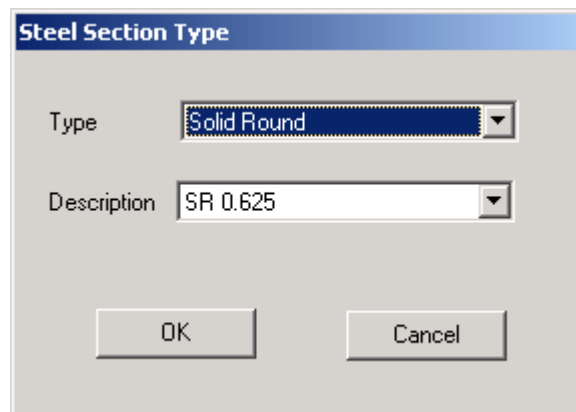 Steel Section Type
Type Solid Round
Description SR 0.625
OK Cancel